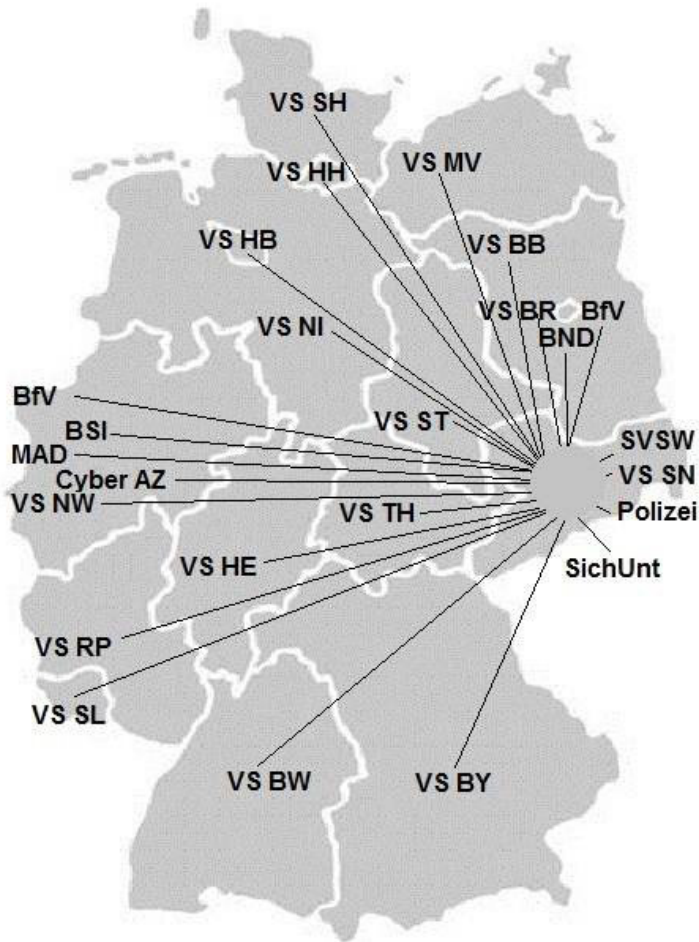 VS SH
VS MV
VS HH
VS HB
VS BB
VS BR
BfV
VS NI
BND
BfV
VS ST
BSI
SVSW
MAD
Cyber AZ
VS SN
VS NW
VS TH
Polizei
VS HE
SichUnt
VS RP
VS SL
VS BW
VS BY